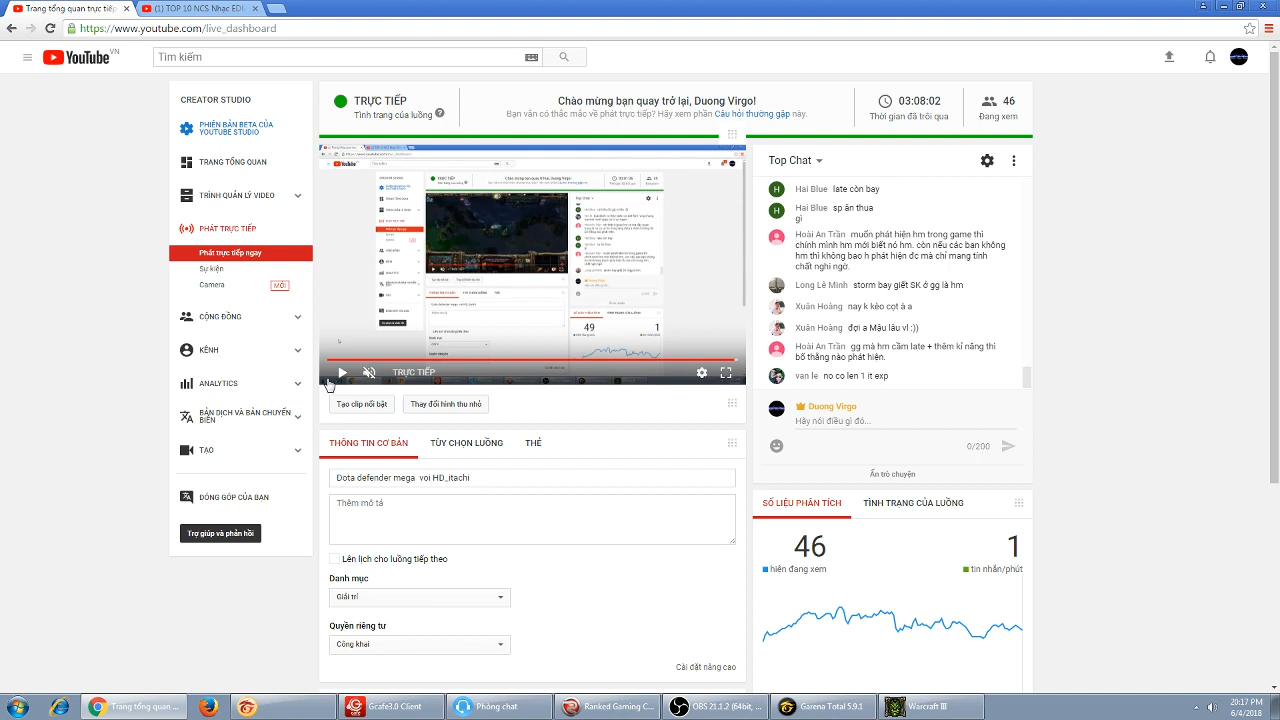 Trang tổng quan trực tiếp
(1) TOP 10 NCS Nhạc EDM
https://www.youtube.com/live_dashboard
YouTube VN
Tìm kiếm
CREATOR STUDIO
PHIÊN BẢN BETA CỦA
YOUTUBE STUDIO
TRANG TỔNG QUAN
TRÌNH QUẢN LÝ VIDEO
TRỰC TIẾP
Phát trực tiếp ngay
Sự kiện
MỚI
CỘNG ĐỒNG
KÊNH
ANALYTICS
BẢN DỊCH VÀ BẢN CHUYỂN
BIÊN
TẠO
ĐÓNG GÓP CỦA BẠN
Trợ giúp và phản hồi
TRỰC TIẾP
Tình trạng của luồng
Chào mừng bạn quay trở lại, Duong Virgo!
Bạn vẫn có thắc mắc về phát trực tiếp? Hãy xem phần Câu hỏi thường gặp này
03:08:02
Thời gian đã trôi qua
46
Đang xem
49
1
TRỰC TIẾP
Tạo clip nổi bật
Thay đổi hình thu nhỏ
THÔNG TIN CƠ BẢN
TÙY CHỌN LUỒNG
THẺ
Dota defender mega voi HD_itachi
Thêm mô tả
Lên lịch cho luồng tiếp theo
Danh mục
Giải trí
Quyền riêng tư
Công khai
Cài đặt nâng cao
Top Chat
Hai Blue tete còn bay
Hai Blue sp ăn thua
gì
Hoài An Trần muốn phát hiện hm trong game thì
chính thằng hm mới biết nó hm. còn nếu các bạn không
hm thì không bao giờ phát hiện dc mà chỉ mang tính
chất nghi ngờ.
Long Lê Minh số may may né SK c gg là hm
Xuân Hoàng nay k kèo sort à a
Xuân Hoàng đợi a lâu lâu r :))
Hoài An Trần gg mà hm cầm late + thêm kĩ năng thì
bố thằng nào phát hiện.
van le no co len 1 it exp
Duong Virgo
Hãy nói điều gì đó...
0/200
Ẩn trò chuyện
SỐ LIỆU PHÂN TÍCH
TÌNH TRẠNG CỦA LUỒNG
46
hiện đang xem
1
tin nhắn/phút
Trang tổng quan ...
Gcafe3.0 Client
Phòng chat
Ranked Gaming C...
OBS 21.1.2 (64bit, ...
Garena Total 5.9.1
Warcraft III
20:17 PM
6/4/2018